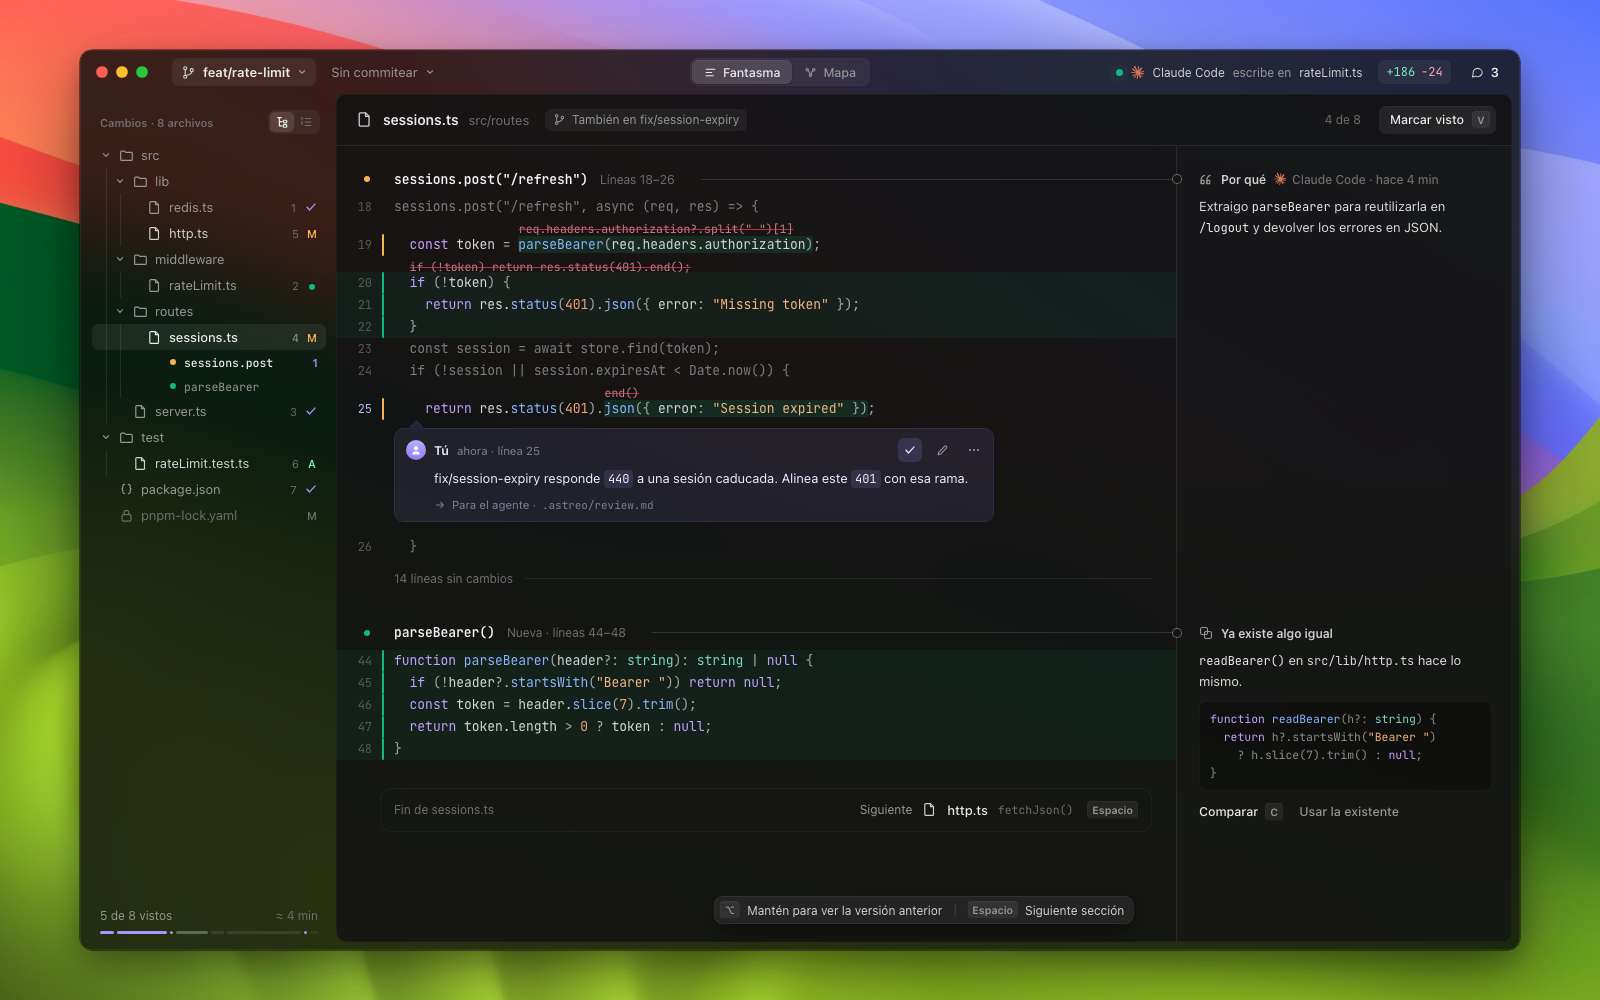 feat/rate-limit
Sin commitear
Fantasma
Mapa
Claude Code escribe en rateLimit.ts
+186 -24
3
Cambios · 8 archivos
src
lib
redis.ts 1
http.ts 5 M
middleware
rateLimit.ts 2
routes
sessions.ts 4 M
sessions.post 1
parseBearer
server.ts 3
test
rateLimit.test.ts 6 A
package.json 7
pnpm-lock.yaml M
5 de 8 vistos ≈ 4 min
sessions.ts src/routes
También en fix/session-expiry
4 de 8
Marcar visto V
sessions.post("/refresh") Líneas 18–26
18 sessions.post("/refresh", async (req, res) => {
req.headers.authorization?.split(" ")[1]
19 const token = parseBearer(req.headers.authorization);
if (!token) return res.status(401).end();
20 if (!token) {
21 return res.status(401).json({ error: "Missing token" });
22 }
23 const session = await store.find(token);
24 if (!session || session.expiresAt < Date.now()) {
end()
25 return res.status(401).json({ error: "Session expired" });
Tú ahora · línea 25
fix/session-expiry responde 440 a una sesión caducada. Alinea este 401 con esa rama.
→ Para el agente · .astreo/review.md
26 }
14 líneas sin cambios
parseBearer() Nueva · líneas 44–48
44 function parseBearer(header?: string): string | null {
45 if (!header?.startsWith("Bearer ")) return null;
46 const token = header.slice(7).trim();
47 return token.length > 0 ? token : null;
48 }
Fin de sessions.ts
Siguiente http.ts fetchJson() Espacio
⌥ Mantén para ver la versión anterior
Espacio Siguiente sección
Por qué Claude Code · hace 4 min
Extraigo parseBearer para reutilizarla en
/logout y devolver los errores en JSON.
Ya existe algo igual
readBearer() en src/lib/http.ts hace lo
mismo.
function readBearer(h?: string) {
return h?.startsWith("Bearer ")
? h.slice(7).trim() : null;
}
Comparar C
Usar la existente